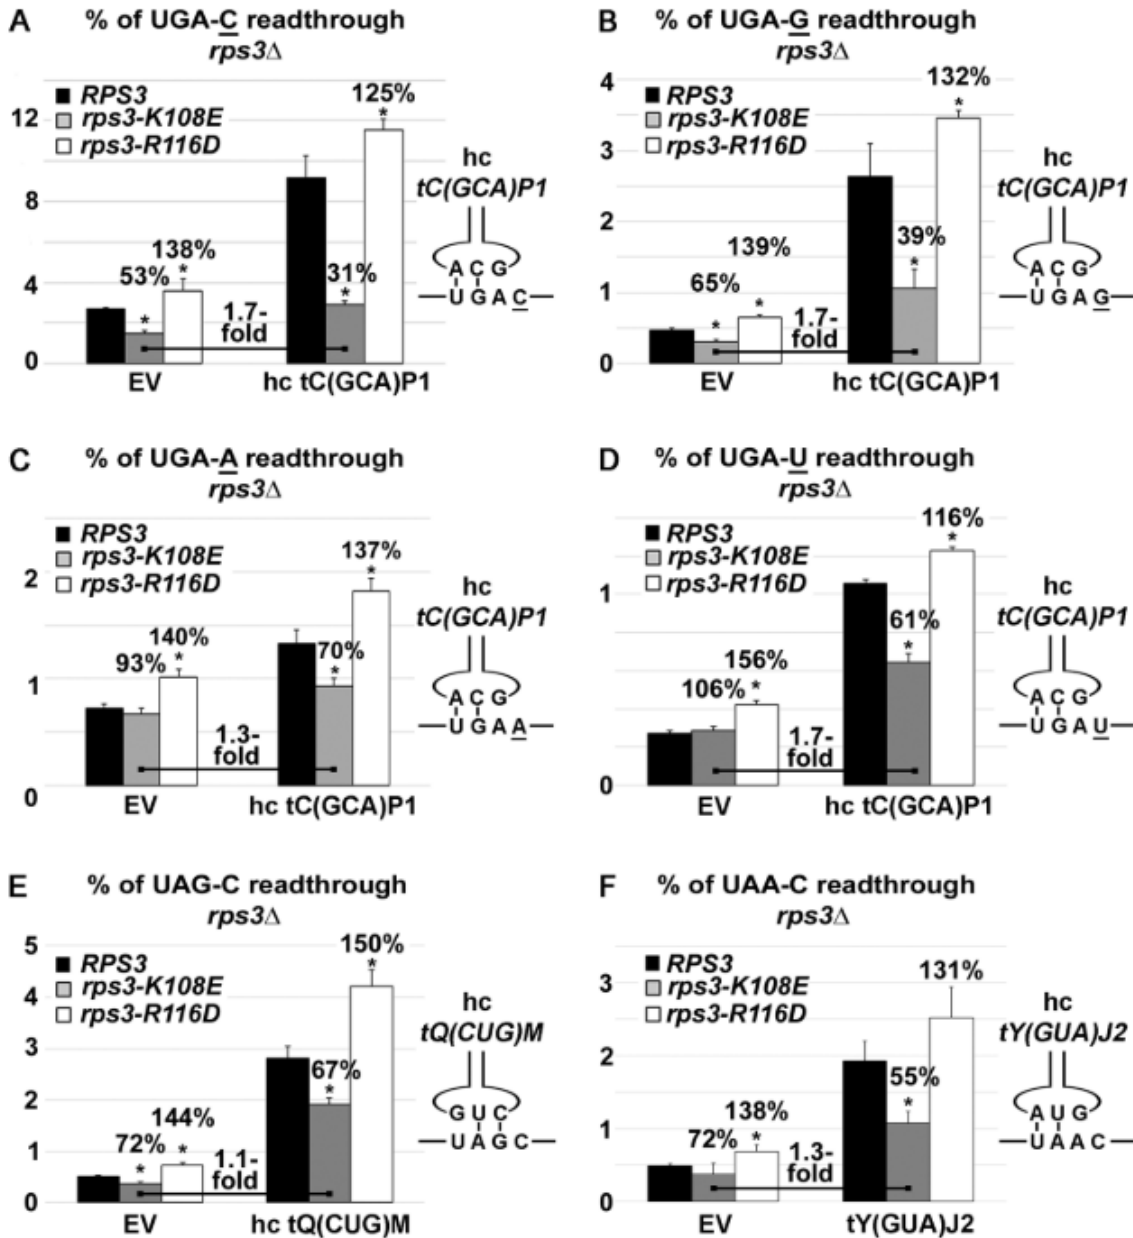 A % of UGA-C readthrough
rps3Δ
RPS3
rps3-K108E
rps3-R116D
12
8
4
0
53%
*
138%
*
1.7-
fold
31%
*
125%
*
EV
hc tC(GCA)P1
hc
tC(GCA)P1
A C G
U G A C
B % of UGA-G readthrough
rps3Δ
RPS3
rps3-K108E
rps3-R116D
4
3
2
1
0
65%
*
139%
*
1.7-
fold
39%
*
132%
*
EV
hc tC(GCA)P1
hc
tC(GCA)P1
A C G
U G A G
C % of UGA-A readthrough
rps3Δ
RPS3
rps3-K108E
rps3-R116D
2
1
0
93%
140%
*
1.3-
fold
70%
*
137%
*
EV
hc tC(GCA)P1
hc
tC(GCA)P1
A C G
U G A A
D % of UGA-U readthrough
rps3Δ
RPS3
rps3-K108E
rps3-R116D
1
0
106%
156%
*
1.7-
fold
61%
*
116%
*
EV
hc tC(GCA)P1
hc
tC(GCA)P1
A C G
U G A U
E % of UAG-C readthrough
rps3Δ
RPS3
rps3-K108E
rps3-R116D
5
4
3
2
1
0
72%
*
144%
*
1.1-
fold
67%
*
150%
*
EV
hc tQ(CUG)M
hc
tQ(CUG)M
G U C
U A G C
F % of UAA-C readthrough
rps3Δ
RPS3
rps3-K108E
rps3-R116D
3
2
1
0
72%
138%
*
1.3-
fold
55%
*
131%
EV
tY(GUA)J2
hc
tY(GUA)J2
A U G
U A A C